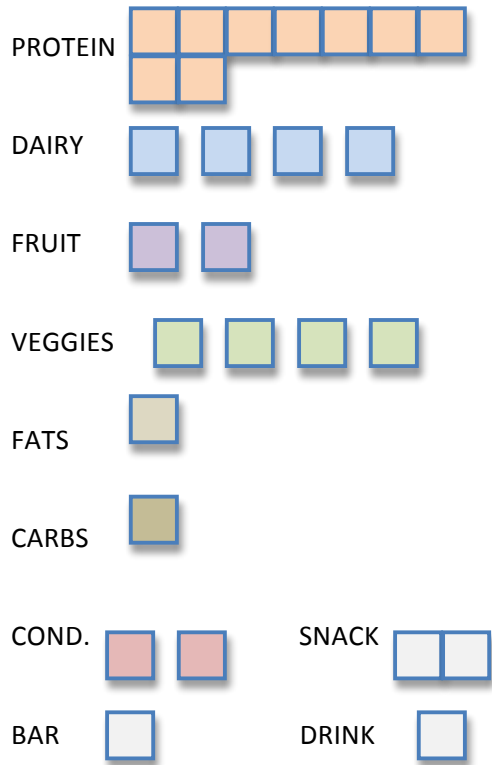 PROTEIN
DAIRY
FRUIT
VEGGIES
FATS
CARBS
COND. SNACK
BAR DRINK